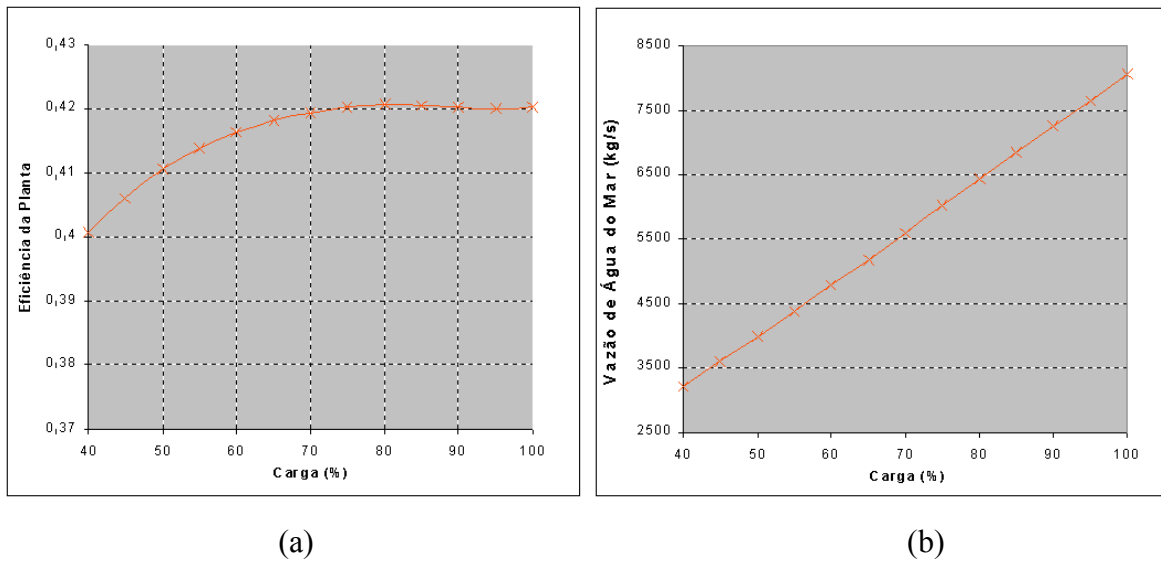 0,43
0,42
0,41
0,4
0,39
0,38
0,37
Eficiência da Planta
40 50 60 70 80 90 100
Carga (%)
(a)
8500
7500
6500
5500
4500
3500
2500
Vazão de Água do Mar (kg/s)
40 50 60 70 80 90 100
Carga (%)
(b)